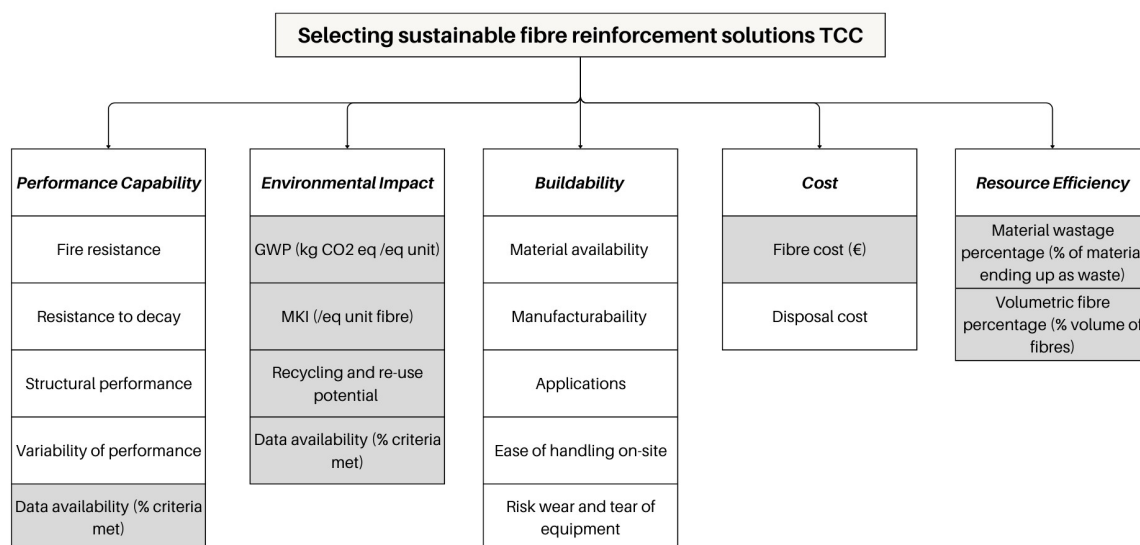 Selecting sustainable fibre reinforcement solutions TCC
Performance Capability
Fire resistance
Resistance to decay
Structural performance
Variability of performance
Data availability (% criteria
met)
Environmental Impact
GWP (kg CO2 eq /eq unit)
MKI (/eq unit fibre)
Recycling and re-use
potential
Data availability (% criteria
met)
Buildability
Material availability
Manufacturabaility
Applications
Ease of handling on-site
Risk wear and tear of
equipment
Cost
Fibre cost (€)
Disposal cost
Resource Efficiency
Material wastage
percentage (% of materia
ending up as waste)
Volumetric fibre
percentage (% volume of
fibres)